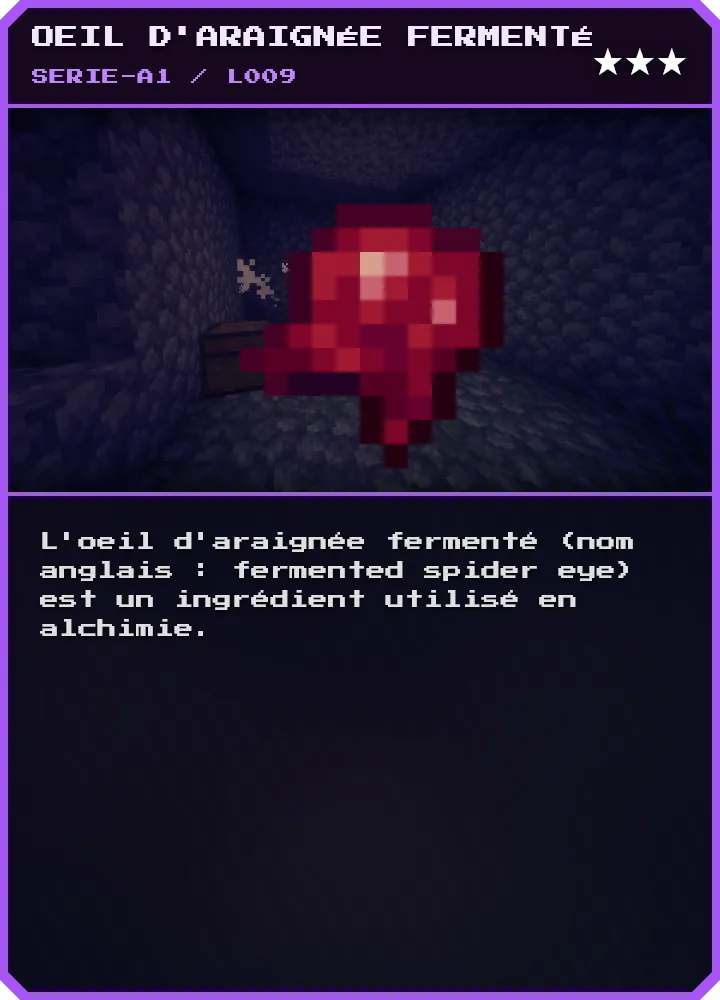 OEIL D'ARAIGNéE FERMENTé
SERIE-A1 / L009
★★★
L'oeil d'araignée fermenté (nom
anglais : fermented spider eye)
est un ingrédient utilisé en
alchimie.